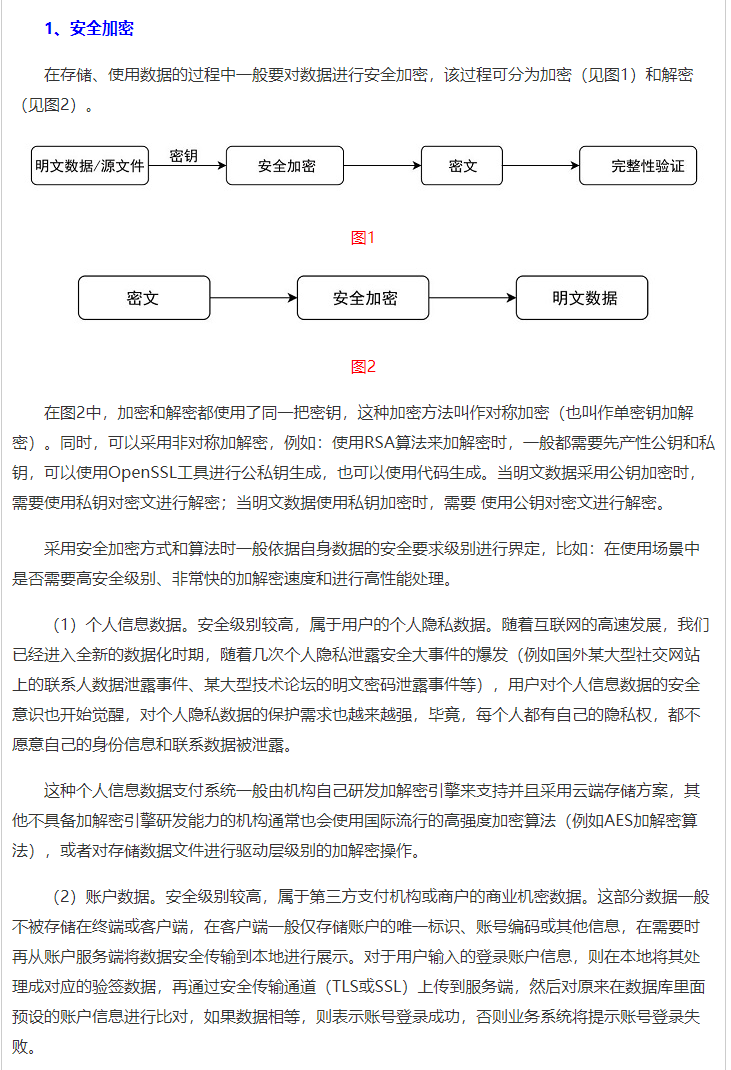 1、安全加密
在存储、使用数据的过程中一般要对数据进行安全加密，该过程可分为加密（见图1）和解密
（见图2）。
明文数据/源文件 密钥 安全加密 密文 完整性验证
图1
密文 安全加密 明文数据
图2
在图2中，加密和解密都使用了同一把密钥，这种加密方法叫作对称加密（也叫作单密钥加解
密）。同时，可以采用非对称加解密，例如：使用RSA算法来加解密时，一般都需要先产性公钥和私
钥，可以使用OpenSSL工具进行公私钥生成，也可以使用代码生成。当明文数据采用公钥加密时，
需要使用私钥对密文进行解密；当明文数据使用私钥加密时，需要 使用公钥对密文进行解密。
采用安全加密方式和算法时一般依据自身数据的安全要求级别进行界定，比如：在使用场景中
是否需要高安全级别、非常快的加解密速度和进行高性能处理。
（1）个人信息数据。安全级别较高，属于用户的个人隐私数据。随着互联网的高速发展，我们
已经进入全新的数据化时期，随着几次个人隐私泄露安全大事件的爆发（例如国外某大型社交网站
上的联系人数据泄露事件、某大型技术论坛的明文密码泄露事件等），用户对个人信息数据的安全
意识也开始觉醒，对个人隐私数据的保护需求也越来越强，毕竟，每个人都有自己的隐私权，都不
愿意自己的身份信息和联系数据被泄露。
这种个人信息数据支付系统一般由机构自己研发加解密引擎来支持并且采用云端存储方案，其
他不具备加解密引擎研发能力的机构通常也会使用国际流行的高强度加密算法（例如AES加解密算
法），或者对存储数据文件进行驱动层级别的加解密操作。
（2）账户数据。安全级别较高，属于第三方支付机构或商户的商业机密数据。这部分数据一般
不被存储在终端或客户端，在客户端一般仅存储账户的唯一标识、账号编码或其他信息，在需要时
再从账户服务端将数据安全传输到本地进行展示。对于用户输入的登录账户信息，则在本地将其处
理成对应的验签数据，再通过安全传输通道（TLS或SSL）上传到服务端，然后对原来在数据库里面
预设的账户信息进行比对，如果数据相等，则表示账号登录成功，否则业务系统将提示账号登录失
败。